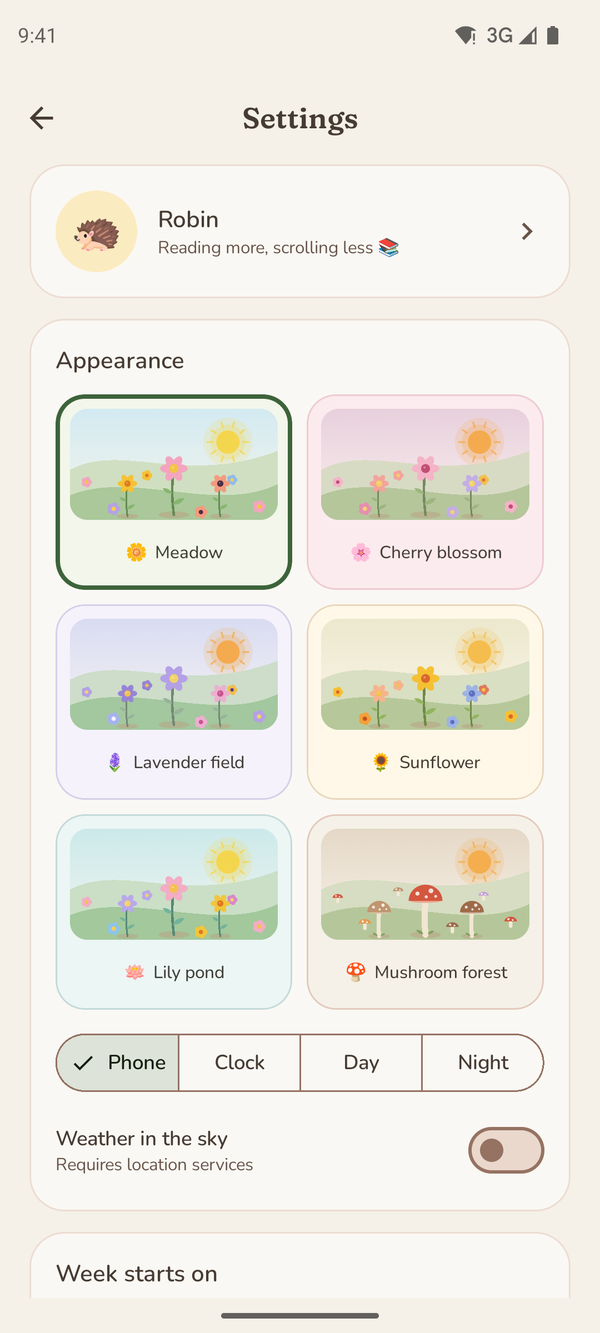 9:41
3G
Settings
Robin
Reading more, scrolling less 📚
Appearance
🌼 Meadow
🌸 Cherry blossom
🪻 Lavender field
🌻 Sunflower
🪷 Lily pond
🍄 Mushroom forest
Phone
Clock
Day
Night
Weather in the sky
Requires location services
Week starts on